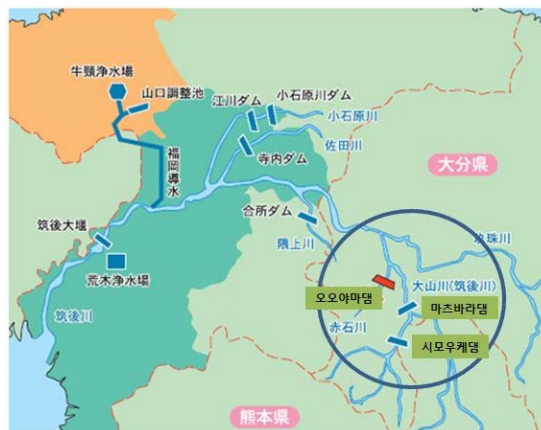 牛頸浄水場
山口調整池
江川ダム
小石原川ダム
小石原川
佐田川
寺内ダム
大分県
福岡導水
筑後大堰
合所ダム
玖珠川
隈上川
荒木浄水場
大山川(筑後川)
오오야마댐
마츠바라댐
筑後川
赤石川
시모우케댐
熊本県